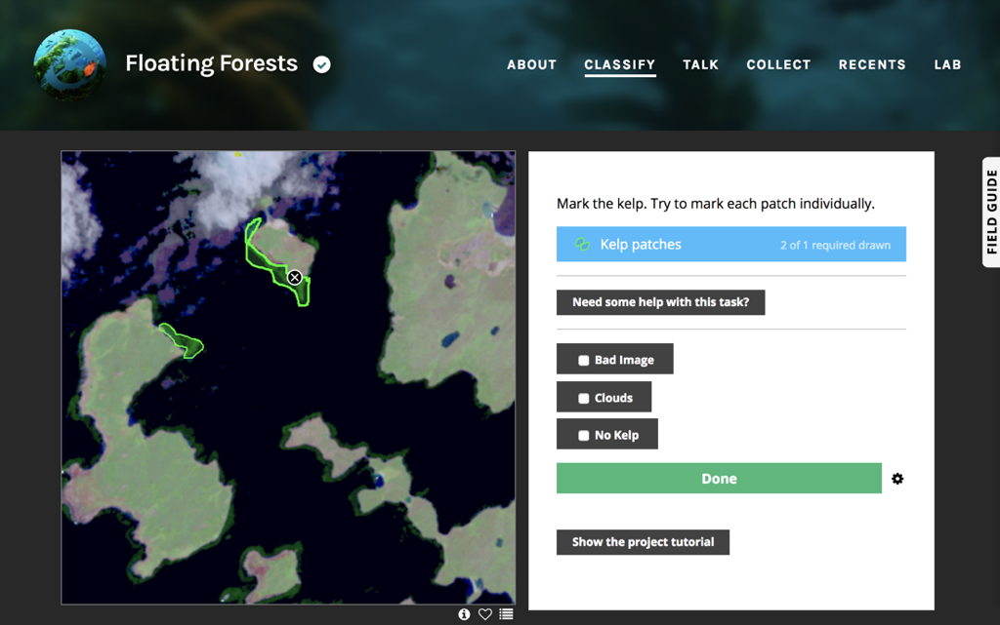 Floating Forests
ABOUT CLASSIFY TALK COLLECT RECENTS LAB
FIELD GUIDE
Mark the kelp. Try to mark each patch individually.
Kelp patches 2 of 1 required drawn
Need some help with this task?
Bad Image
Clouds
No Kelp
Done
Show the project tutorial